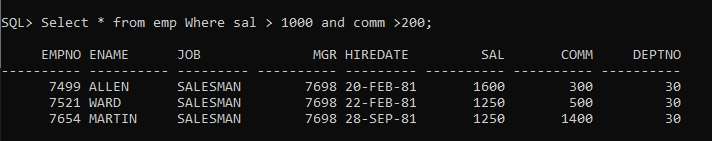 SQL> Select * from emp Where sal > 1000 and comm >200;
EMPNO ENAME JOB MGR HIREDATE SAL COMM DEPTNO
---------- ---------- --------- ---------- --------- ---------- ---------- ----------
7499 ALLEN SALESMAN 7698 20-FEB-81 1600 300 30
7521 WARD SALESMAN 7698 22-FEB-81 1250 500 30
7654 MARTIN SALESMAN 7698 28-SEP-81 1250 1400 30